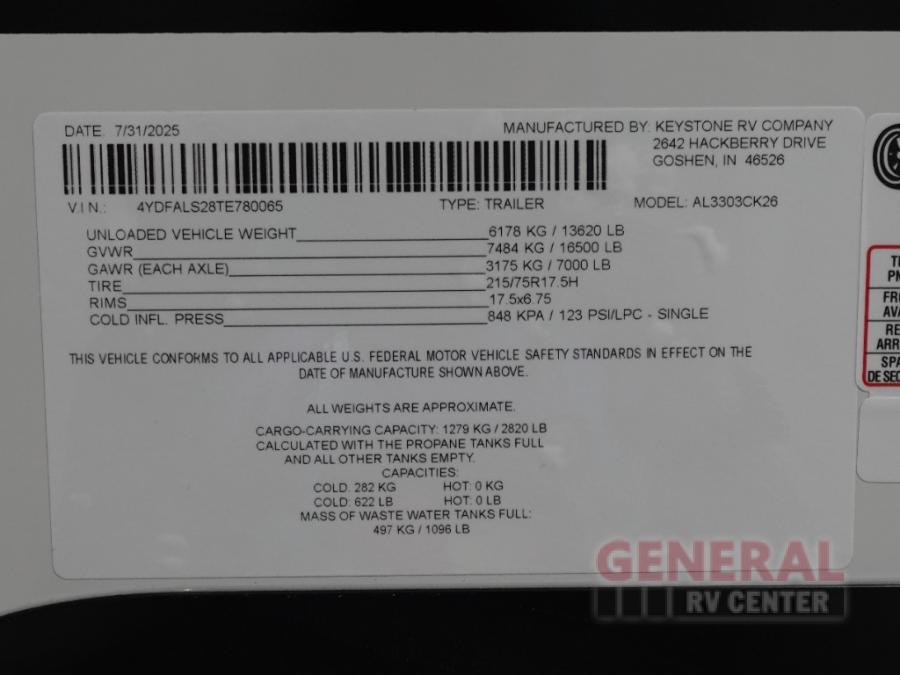 DATE. 7/31/2025
MANUFACTURED BY: KEYSTONE RV COMPANY
2642 HACKBERRY DRIVE
GOSHEN, IN 46526
V.I.N.: 4YDFALS28TE780065 TYPE: TRAILER MODEL: AL3303CK26
UNLOADED VEHICLE WEIGHT 6178 KG / 13620 LB
GVWR 7484 KG / 16500 LB
GAWR (EACH AXLE) 3175 KG / 7000 LB
TIRE 215/75R17.5H
RIMS 17.5x6.75
COLD INFL. PRESS 848 KPA / 123 PSI/LPC - SINGLE
THIS VEHICLE CONFORMS TO ALL APPLICABLE U.S. FEDERAL MOTOR VEHICLE SAFETY STANDARDS IN EFFECT ON THE
DATE OF MANUFACTURE SHOWN ABOVE.
ALL WEIGHTS ARE APPROXIMATE.
CARGO-CARRYING CAPACITY: 1279 KG / 2820 LB
CALCULATED WITH THE PROPANE TANKS FULL
AND ALL OTHER TANKS EMPTY.
CAPACITIES:
COLD: 282 KG HOT: 0 KG
COLD: 622 LB HOT: 0 LB
MASS OF WASTE WATER TANKS FULL:
497 KG / 1096 LB
DE SEC
GENERAL
RV CENTER